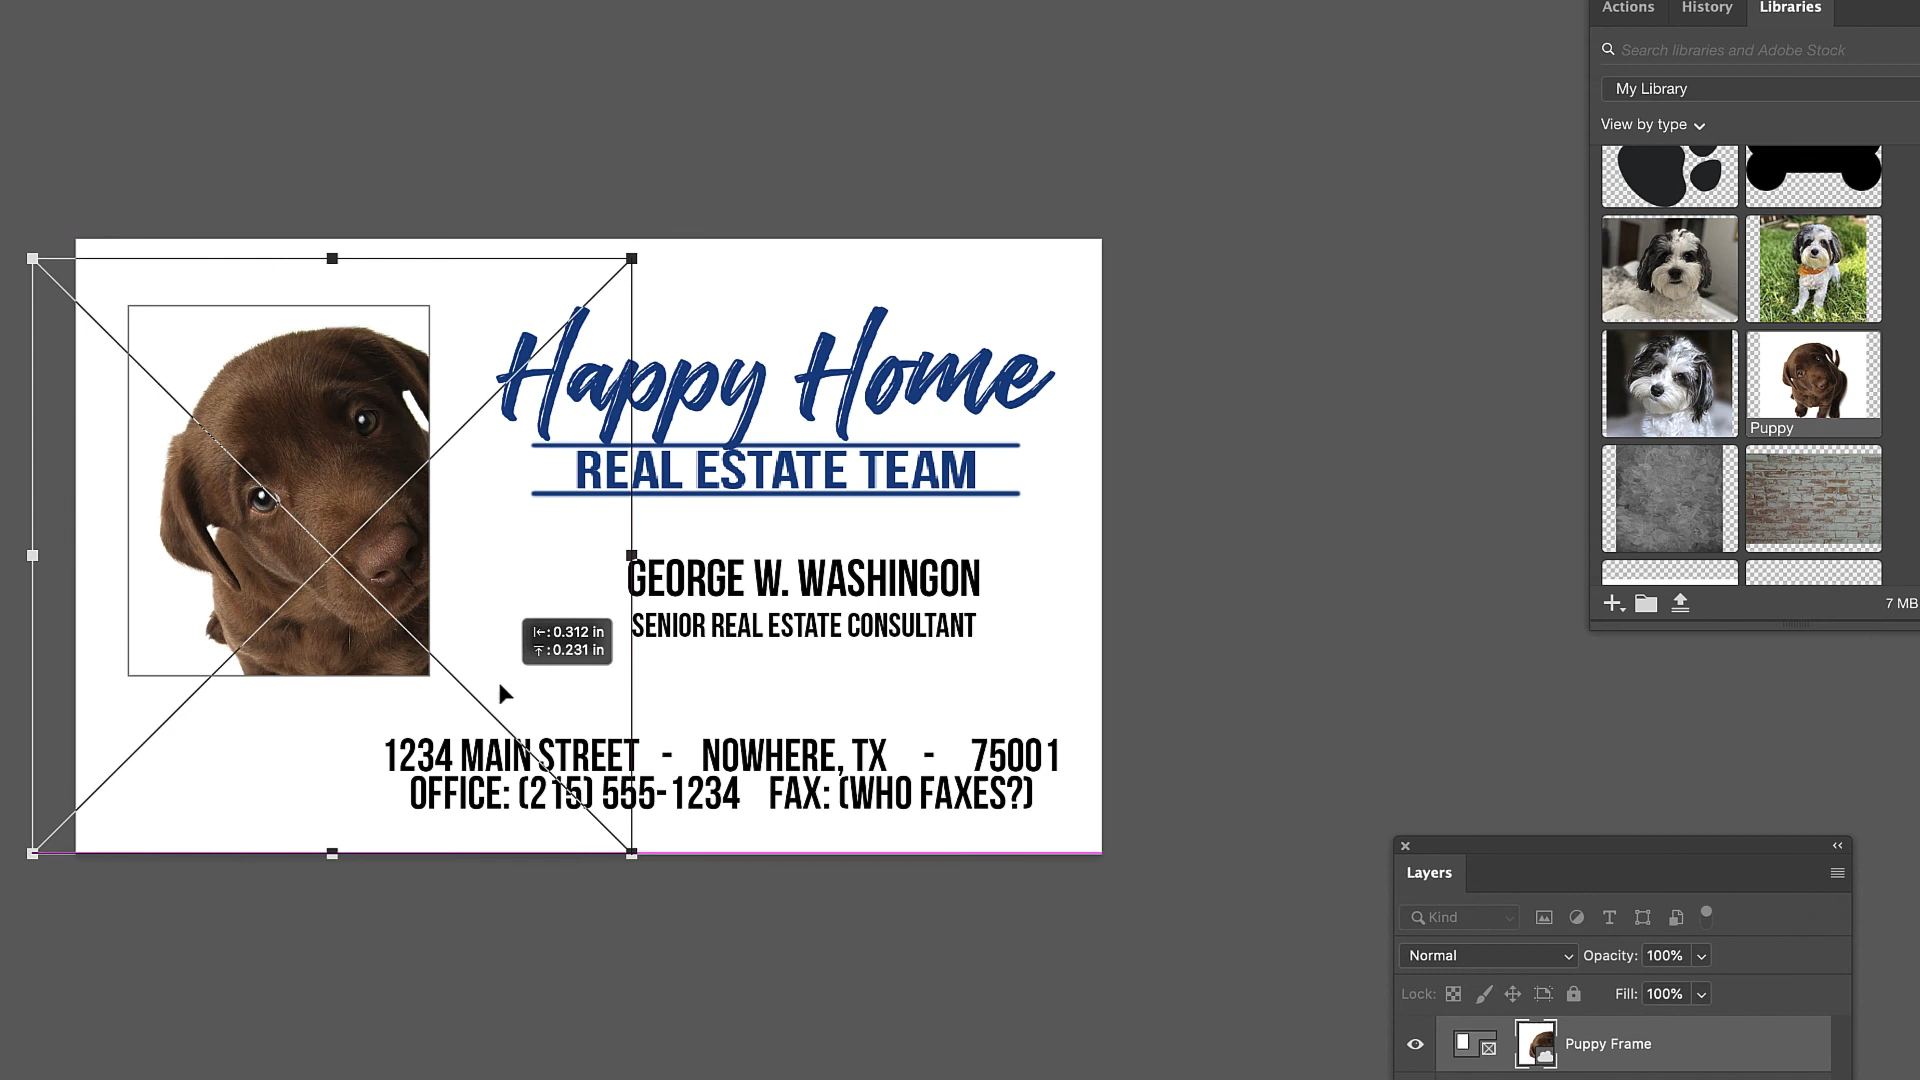 Actions History Libraries
Search libraries and Adobe Stock
My Library
View by type
Puppy
7 MB
Happy Home
REAL ESTATE TEAM
GEORGE W. WASHINGON
SENIOR REAL ESTATE CONSULTANT
: 0.312 in
: 0.231 in
1234 MAIN STREET - NOWHERE, TX - 75001
OFFICE: (215) 555-1234 FAX: (WHO FAXES?)
Layers
Kind
Normal Opacity: 100%
Lock: Fill: 100%
Puppy Frame